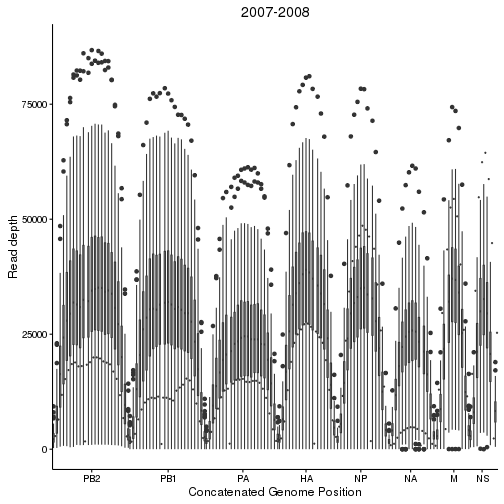 2007-2008
75000
50000
25000
0
Read depth
PB2 PB1 PA HA NP NA M NS
Concatenated Genome Position